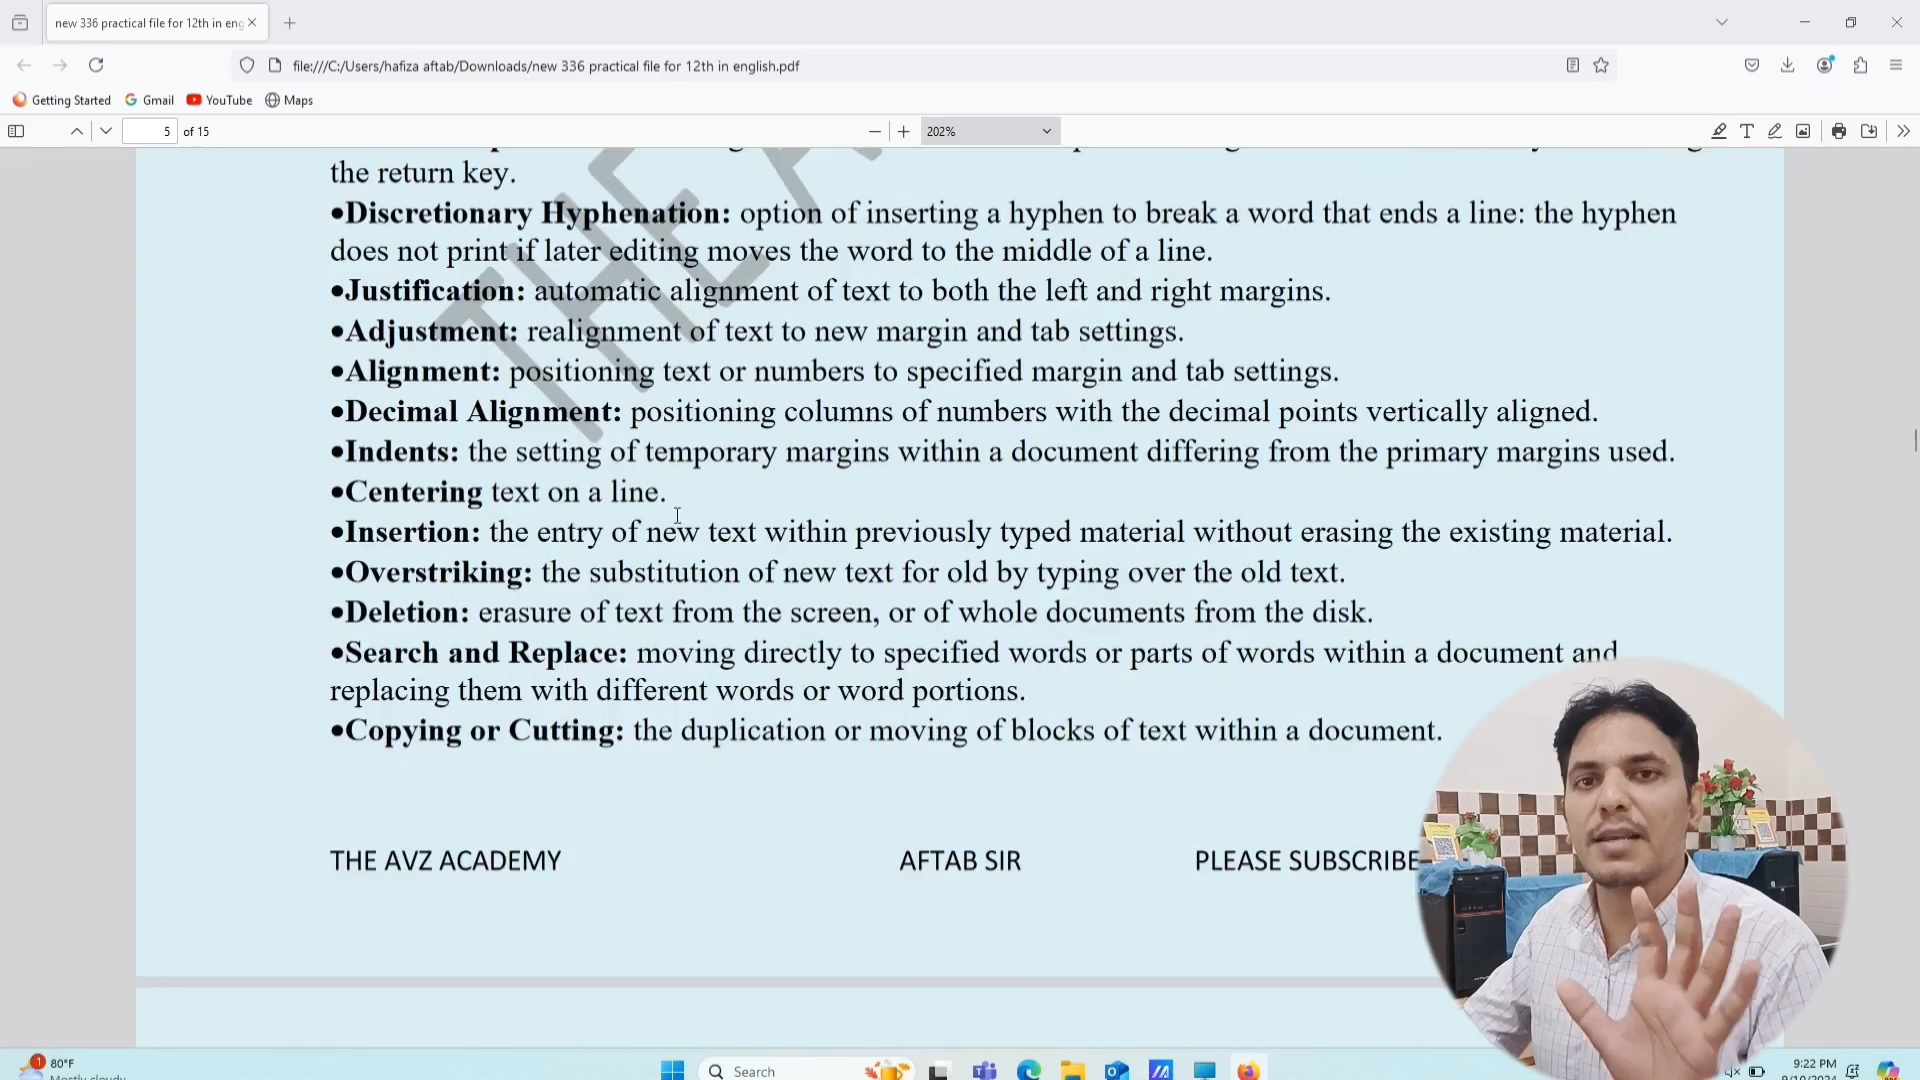 new 336 practical file for 12th in eng
file:///C:/Users/hafiza aftab/Downloads/new 336 practical file for 12th in english.pdf
Getting Started Gmail YouTube Maps
5 of 15 202%
THE A
the return key.
•Discretionary Hyphenation: option of inserting a hyphen to break a word that ends a line: the hyphen
does not print if later editing moves the word to the middle of a line.
•Justification: automatic alignment of text to both the left and right margins.
•Adjustment: realignment of text to new margin and tab settings.
•Alignment: positioning text or numbers to specified margin and tab settings.
•Decimal Alignment: positioning columns of numbers with the decimal points vertically aligned.
•Indents: the setting of temporary margins within a document differing from the primary margins used.
•Centering text on a line.
•Insertion: the entry of new text within previously typed material without erasing the existing material.
•Overstriking: the substitution of new text for old by typing over the old text.
•Deletion: erasure of text from the screen, or of whole documents from the disk.
•Search and Replace: moving directly to specified words or parts of words within a document and
replacing them with different words or word portions.
•Copying or Cutting: the duplication or moving of blocks of text within a document.
THE AVZ ACADEMY AFTAB SIR PLEASE SUBSCRIBE
1 80°F
Mostly cloudy
Search
9:22 PM